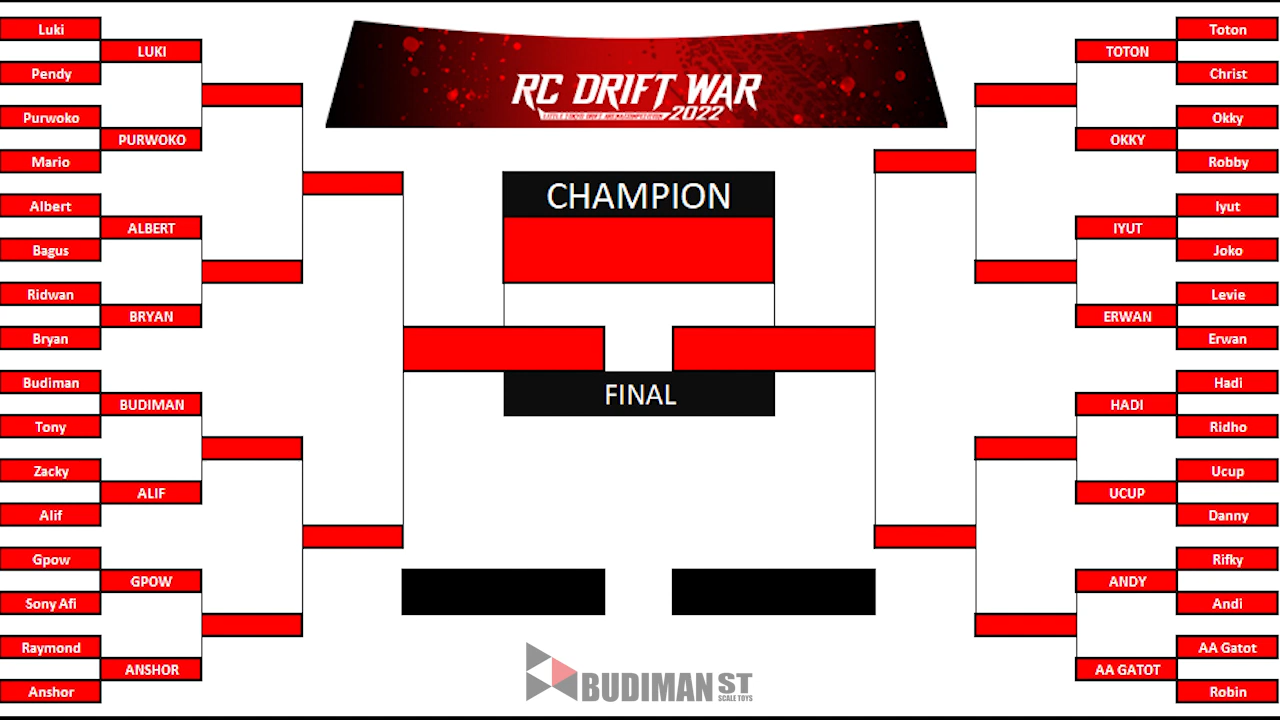 RC DRIFT WAR
2022
CHAMPION
FINAL
Luki
LUKI
Pendy
Purwoko
PURWOKO
Mario
Albert
ALBERT
Bagus
Ridwan
BRYAN
Bryan
Budiman
BUDIMAN
Tony
Zacky
ALIF
Alif
Gpow
GPOW
Sony Afi
Raymond
ANSHOR
Anshor
Toton
TOTON
Christ
Okky
OKKY
Robby
Iyut
IYUT
Joko
Levie
ERWAN
Erwan
Hadi
HADI
Ridho
Ucup
UCUP
Danny
Rifky
ANDY
Andi
AA Gatot
AA GATOT
Robin
BUDIMAN ST
SCALE TOYS